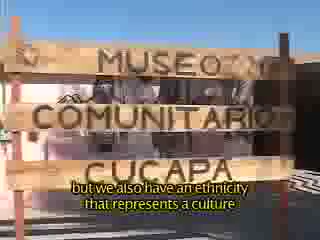 MUSEO
COMUNITARIO
CUCAPA
but we also have an ethnicity
that represents a culture